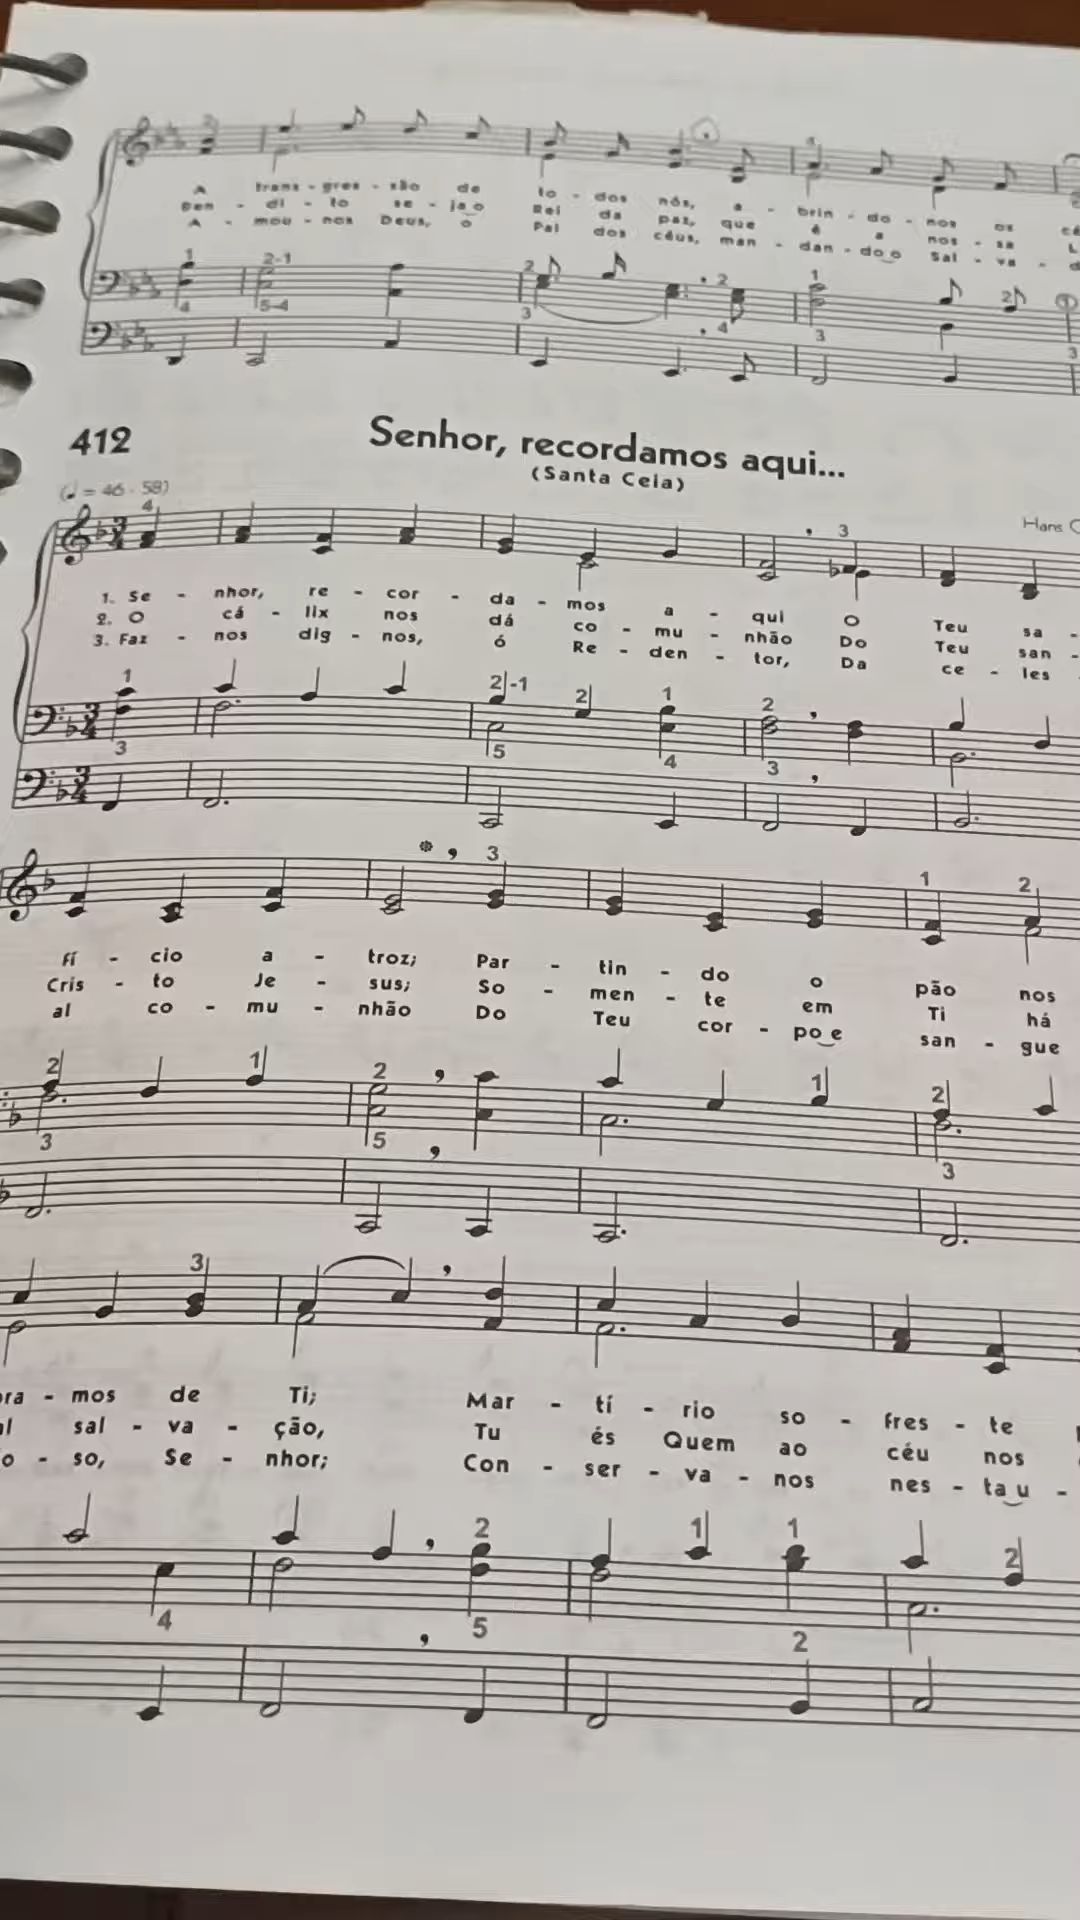 A trans - gres - são de to - dos nós, a - brin - do - nos os
Ben - di - to se - ja o Rei da paz, que é a nos - sa
A - mou - nos Deus, o Pai dos céus, man - dan - do o Sal - va -
2-1
5-4
412
Senhor, recordamos aqui...
(Santa Ceia)
(♩ = 46 - 58)
Hans
1. Se - nhor, re - cor - da - mos a - qui O Teu sa -
2. O cá - lix nos dá co - mu - nhão Do Teu san -
3. Faz - nos dig - nos, ó Re - den - tor, Da ce - les -
fí - cio a - troz; Par - tin - do o pão nos
Cris - to Je - sus; So - men - te em Ti há
al co - mu - nhão Do Teu cor - po e san - gue
mos de Ti; Mar - tí - rio so - fres - te
sal - va - ção, Tu és Quem ao céu nos
so, Se - nhor; Con - ser - va - nos nes - ta u -